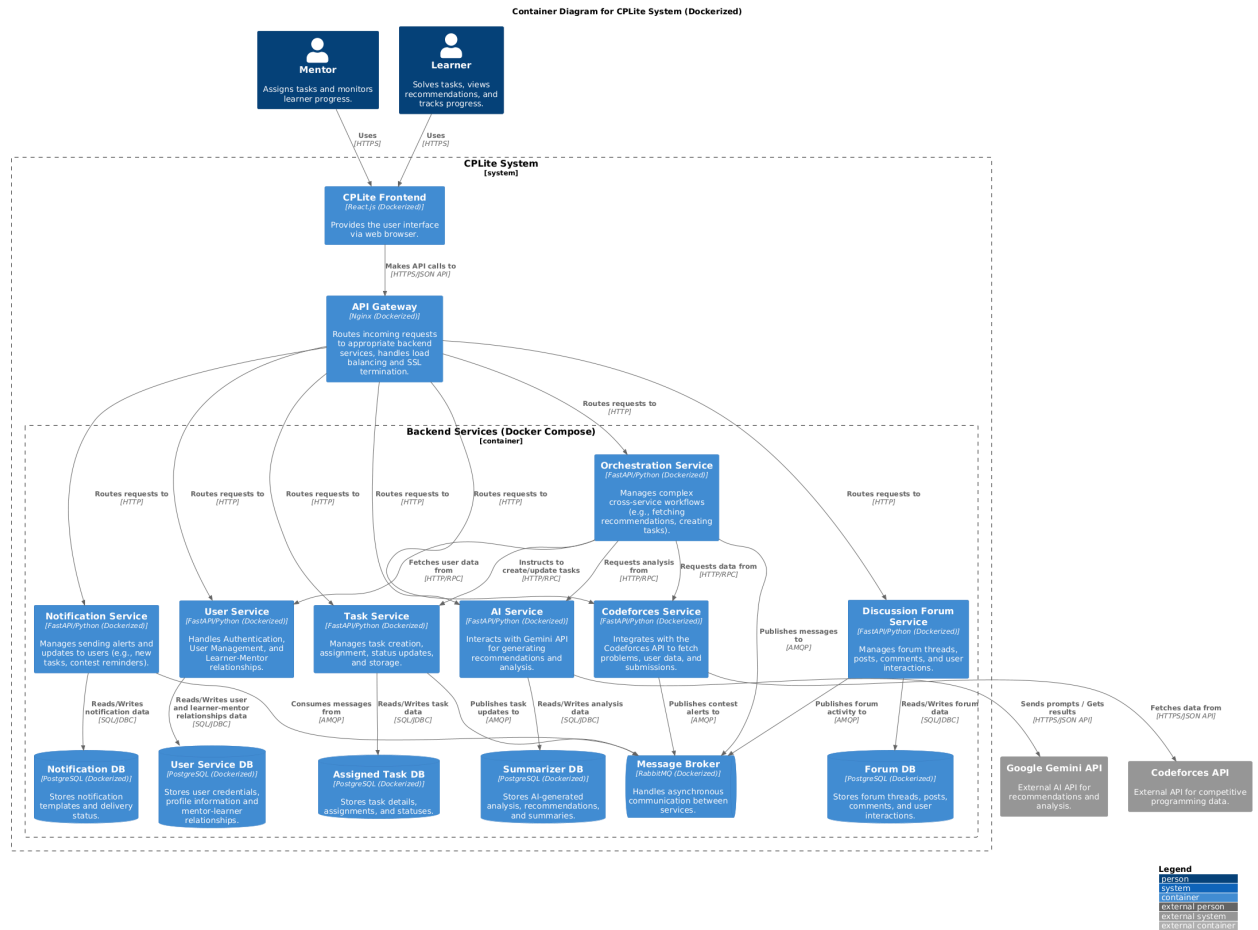 Container Diagram for CPLite System (Dockerized)
Mentor
Assigns tasks and monitors
learner progress.
Learner
Solves tasks, views
recommendations, and
tracks progress.
Uses
[HTTPS]
Uses
[HTTPS]
CPLite System
[system]
CPLite Frontend
[React.js (Dockerized)]
Provides the user interface
via web browser.
Makes API calls to
[HTTPS/JSON API]
API Gateway
[Nginx (Dockerized)]
Routes incoming requests
to appropriate backend
services, handles load
balancing and SSL
termination.
Routes requests to
[HTTP]
Backend Services (Docker Compose)
[container]
Orchestration Service
[FastAPI/Python (Dockerized)]
Manages complex
cross-service workflows
(e.g., fetching
recommendations, creating
tasks).
Routes requests to
[HTTP]
Routes requests to
[HTTP]
Routes requests to
[HTTP]
Routes requests to
[HTTP]
Routes requests to
[HTTP]
Routes requests to
[HTTP]
Fetches user data
from
[HTTP/RPC]
Instructs to
create/update tasks
[HTTP/RPC]
Requests analysis
from
[HTTP/RPC]
Requests data from
[HTTP/RPC]
Publishes messages
to
[AMQP]
Notification Service
[FastAPI/Python (Dockerized)]
Manages sending alerts and
updates to users (e.g., new
tasks, contest reminders).
User Service
[FastAPI/Python (Dockerized)]
Handles Authentication,
User Management, and
Learner-Mentor
relationships.
Task Service
[FastAPI/Python (Dockerized)]
Manages task creation,
assignment, status updates,
and storage.
AI Service
[FastAPI/Python (Dockerized)]
Interacts with Gemini API
for generating
recommendations and
analysis.
Codeforces Service
[FastAPI/Python (Dockerized)]
Integrates with the
Codeforces API to fetch
problems, user data, and
submissions.
Discussion Forum
Service
[FastAPI/Python (Dockerized)]
Manages forum threads,
posts, comments, and user
interactions.
Reads/Writes
notification data
[SQL/JDBC]
Reads/Writes user
and learner-mentor
relationships data
[SQL/JDBC]
Consumes messages
from
[AMQP]
Reads/Writes task
data
[SQL/JDBC]
Publishes task
updates to
[AMQP]
Reads/Writes analysis
data
[SQL/JDBC]
Publishes contest
alerts to
[AMQP]
Publishes forum
activity to
[AMQP]
Reads/Writes forum
data
[SQL/JDBC]
Sends prompts / Gets
results
[HTTPS/JSON API]
Fetches data from
[HTTPS/JSON API]
Notification DB
[PostgreSQL (Dockerized)]
Stores notification
templates and delivery
status.
User Service DB
[PostgreSQL (Dockerized)]
Stores user credentials,
profile information and
mentor-learner
relationships.
Assigned Task DB
[PostgreSQL (Dockerized)]
Stores task details,
assignments, and statuses.
Summarizer DB
[PostgreSQL (Dockerized)]
Stores AI-generated
analysis, recommendations,
and summaries.
Message Broker
[RabbitMQ (Dockerized)]
Handles asynchronous
communication between
services.
Forum DB
[PostgreSQL (Dockerized)]
Stores forum threads, posts,
comments, and user
interactions.
Google Gemini API
External AI API for
recommendations and
analysis.
Codeforces API
External API for competitive
programming data.
Legend
person
system
container
external person
external system
external container